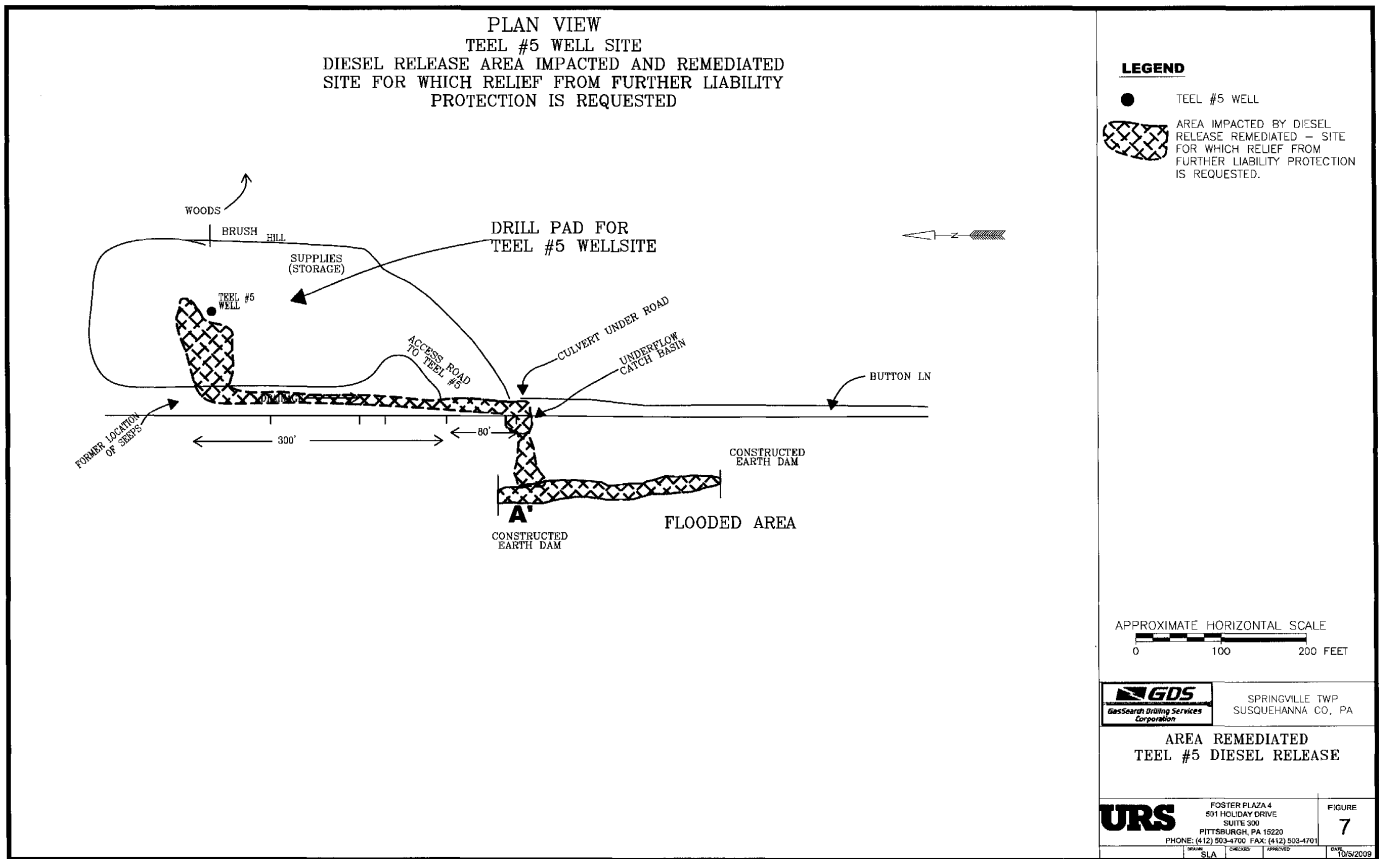 PLAN VIEW
TEEL #5 WELL SITE
DIESEL RELEASE AREA IMPACTED AND REMEDIATED
SITE FOR WHICH RELIEF FROM FURTHER LIABILITY
PROTECTION IS REQUESTED
WOODS
BRUSH
HILL
SUPPLIES
(STORAGE)
DRILL PAD FOR
TEEL #5 WELLSITE
N
TEEL #5
WELL
ACCESS ROAD
TO TEEL #5
CULVERT UNDER ROAD
UNDERFLOW
CATCH BASIN
BUTTON LN
FORMER LOCATION
OF SEEPS
300'
80'
CONSTRUCTED
EARTH DAM
A'
FLOODED AREA
CONSTRUCTED
EARTH DAM
LEGEND
TEEL #5 WELL
AREA IMPACTED BY DIESEL
RELEASE REMEDIATED – SITE
FOR WHICH RELIEF FROM
FURTHER LIABILITY PROTECTION
IS REQUESTED.
APPROXIMATE HORIZONTAL SCALE
0 100 200 FEET
GDS
GasSearch Drilling Services
Corporation
SPRINGVILLE TWP
SUSQUEHANNA CO, PA
AREA REMEDIATED
TEEL #5 DIESEL RELEASE
URS
FOSTER PLAZA 4
501 HOLIDAY DRIVE
SUITE 300
PITTSBURGH, PA 15220
PHONE: (412) 503-4700 FAX: (412) 503-4701
FIGURE
7
DRAWN
SLA
CHECKED
APPROVED
DATE
10/5/2009